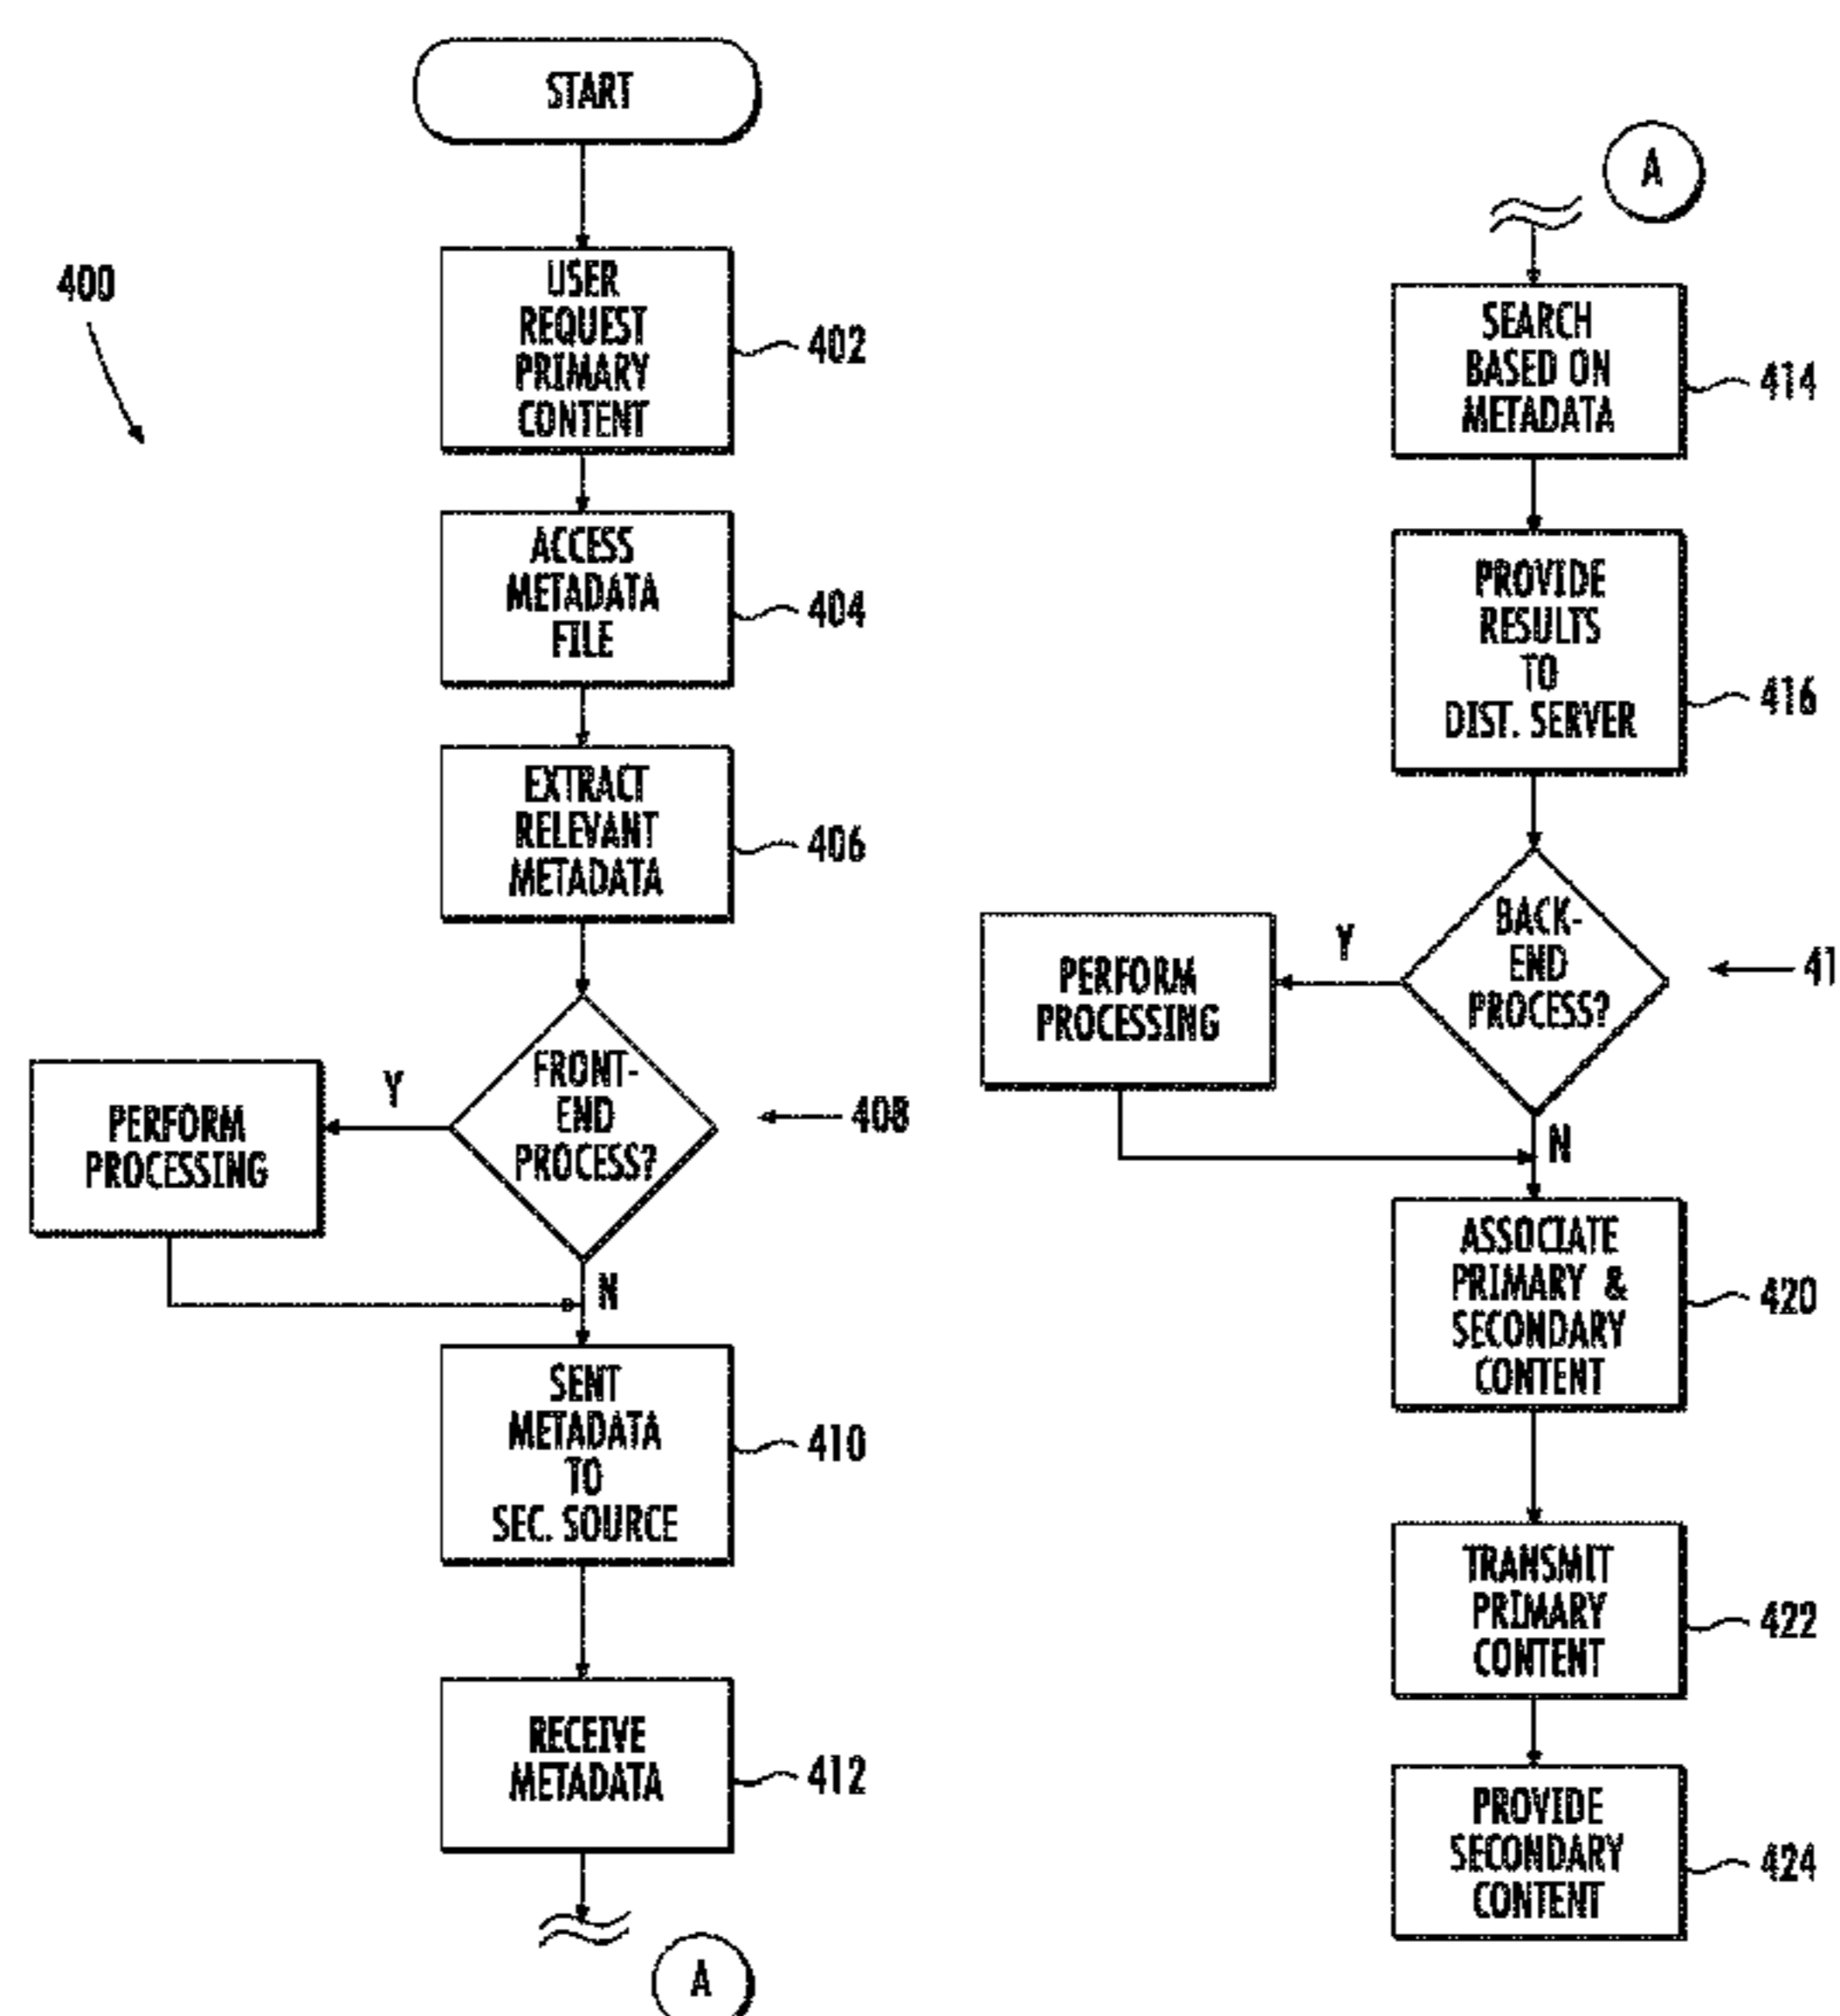 START
400
USER
REQUEST
PRIMARY
CONTENT
402
ACCESS
METADATA
FILE
404
EXTRACT
RELEVANT
METADATA
406
FRONT-
END
PROCESS?
408
Y
PERFORM
PROCESSING
N
SENT
METADATA
TO
SEC. SOURCE
410
RECEIVE
METADATA
412
A
A
SEARCH
BASED ON
METADATA
414
PROVIDE
RESULTS
TO
DIST. SERVER
416
BACK-
END
PROCESS?
41
Y
PERFORM
PROCESSING
N
ASSOCIATE
PRIMARY &
SECONDARY
CONTENT
420
TRANSMIT
PRIMARY
CONTENT
422
PROVIDE
SECONDARY
CONTENT
424